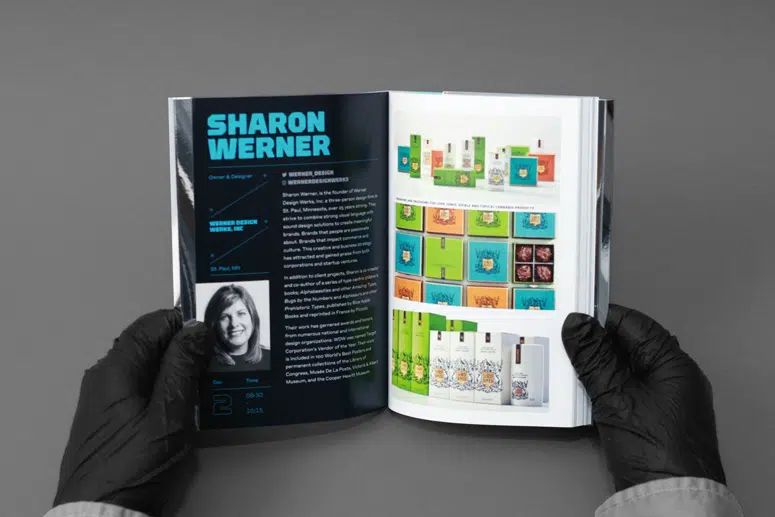 SHARON
WERNER
Owner & Designer
WERNER DESIGN
WERKS, INC
St. Paul, MN
WERNER_DESIGN
WERNERDESIGNWERKS
Sharon Werner, is the founder of Werner
Design Werks, Inc. a three-person design firm in
St. Paul, Minnesota, over 25 years strong. They
strive to combine strong visual language with
sound design solutions to create meaningful
brands. Brands that people are passionate
about. Brands that impact commerce and
culture. This creative and business strategy
has attracted and gained praise from both
corporations and startup ventures.
In addition to client projects, Sharon is co-creator
and co-author of a series of type-centric children's
books; Alphabeasties and other Amazing Types,
Bugs by the Numbers and Alphasaurs and other
Prehistoric Types, published by Blue Apple
Books and reprinted in France by Piccolo
Their work has garnered awards and honors
from numerous national and international
design organizations. WDW was named Target
Corporation's Vendor of the Year. Their work
is included in 100 World's Best Posters and
permanent collections of the Library of
Congress, Musée De La Poste, Victoria & Albert
Museum, and the Cooper Hewitt Museum.
Day
Time
2
09:30
10:15